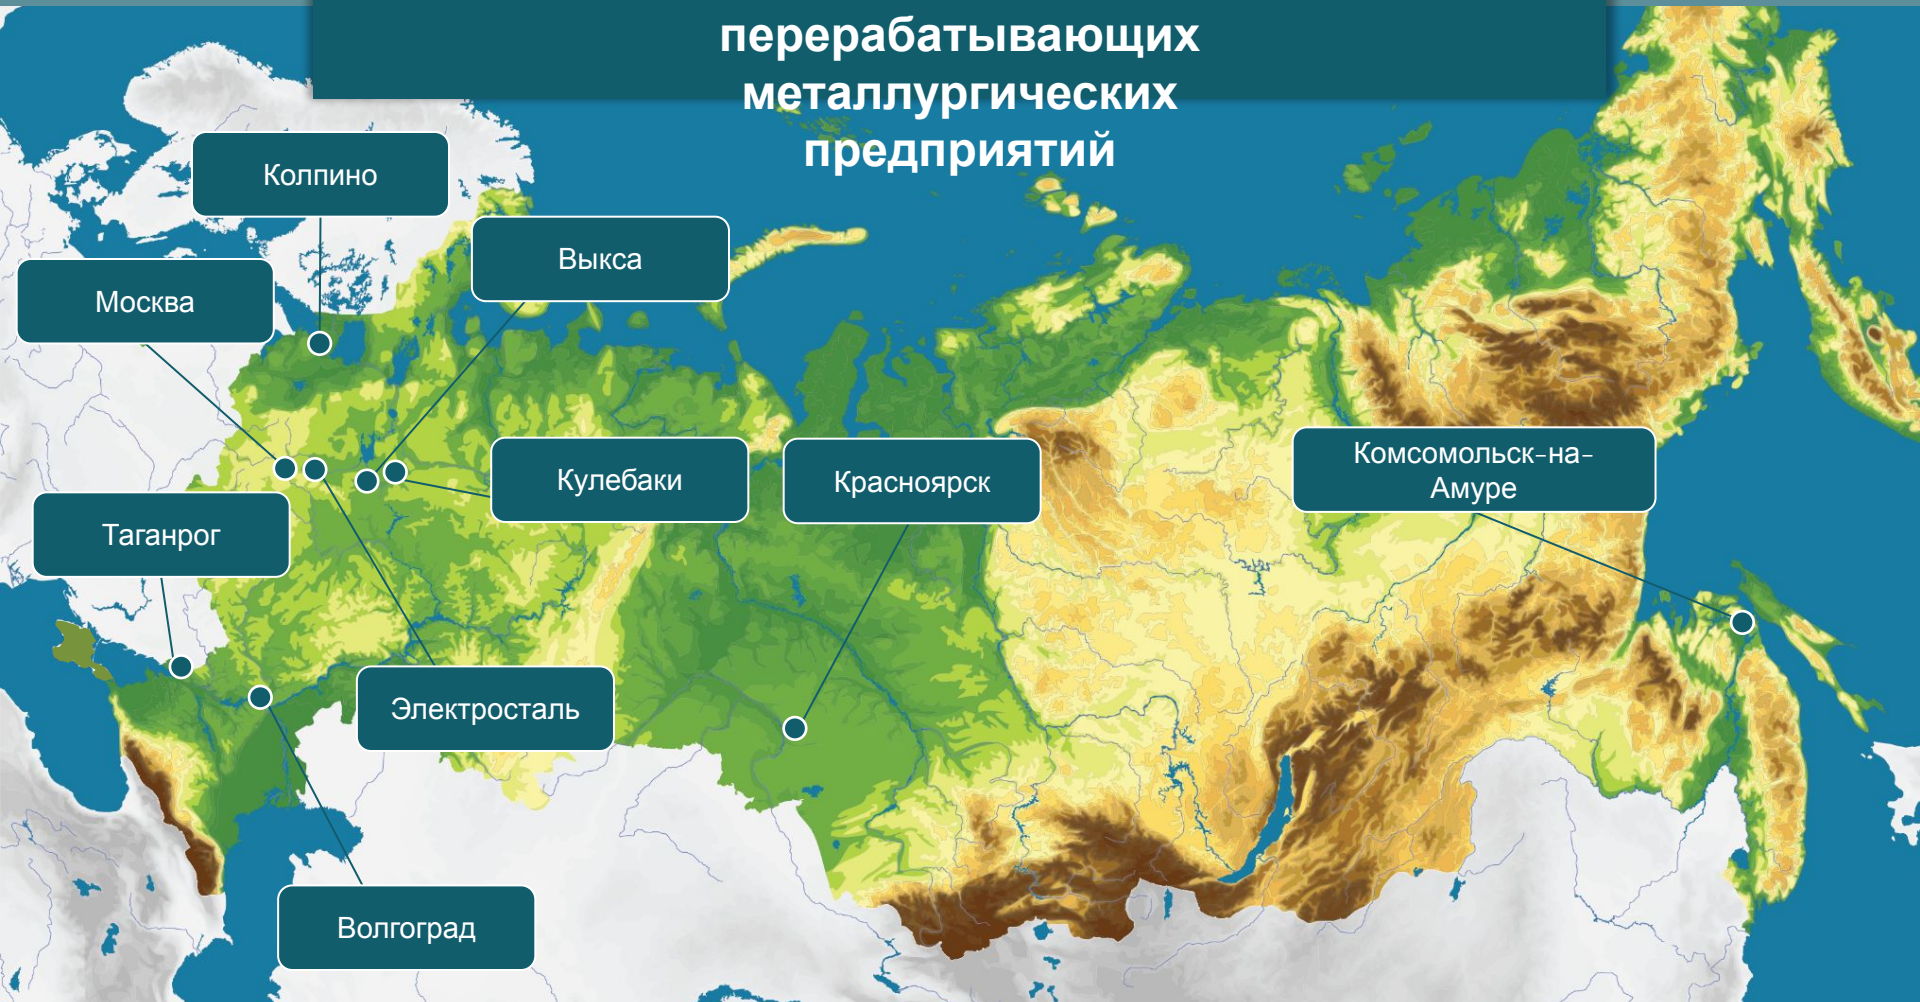 перерабатывающих
металлургических
предприятий
Колпино
Выкса
Москва
Кулебаки
Красноярск
Комсомольск-на-
Амуре
Таганрог
Электросталь
Волгоград